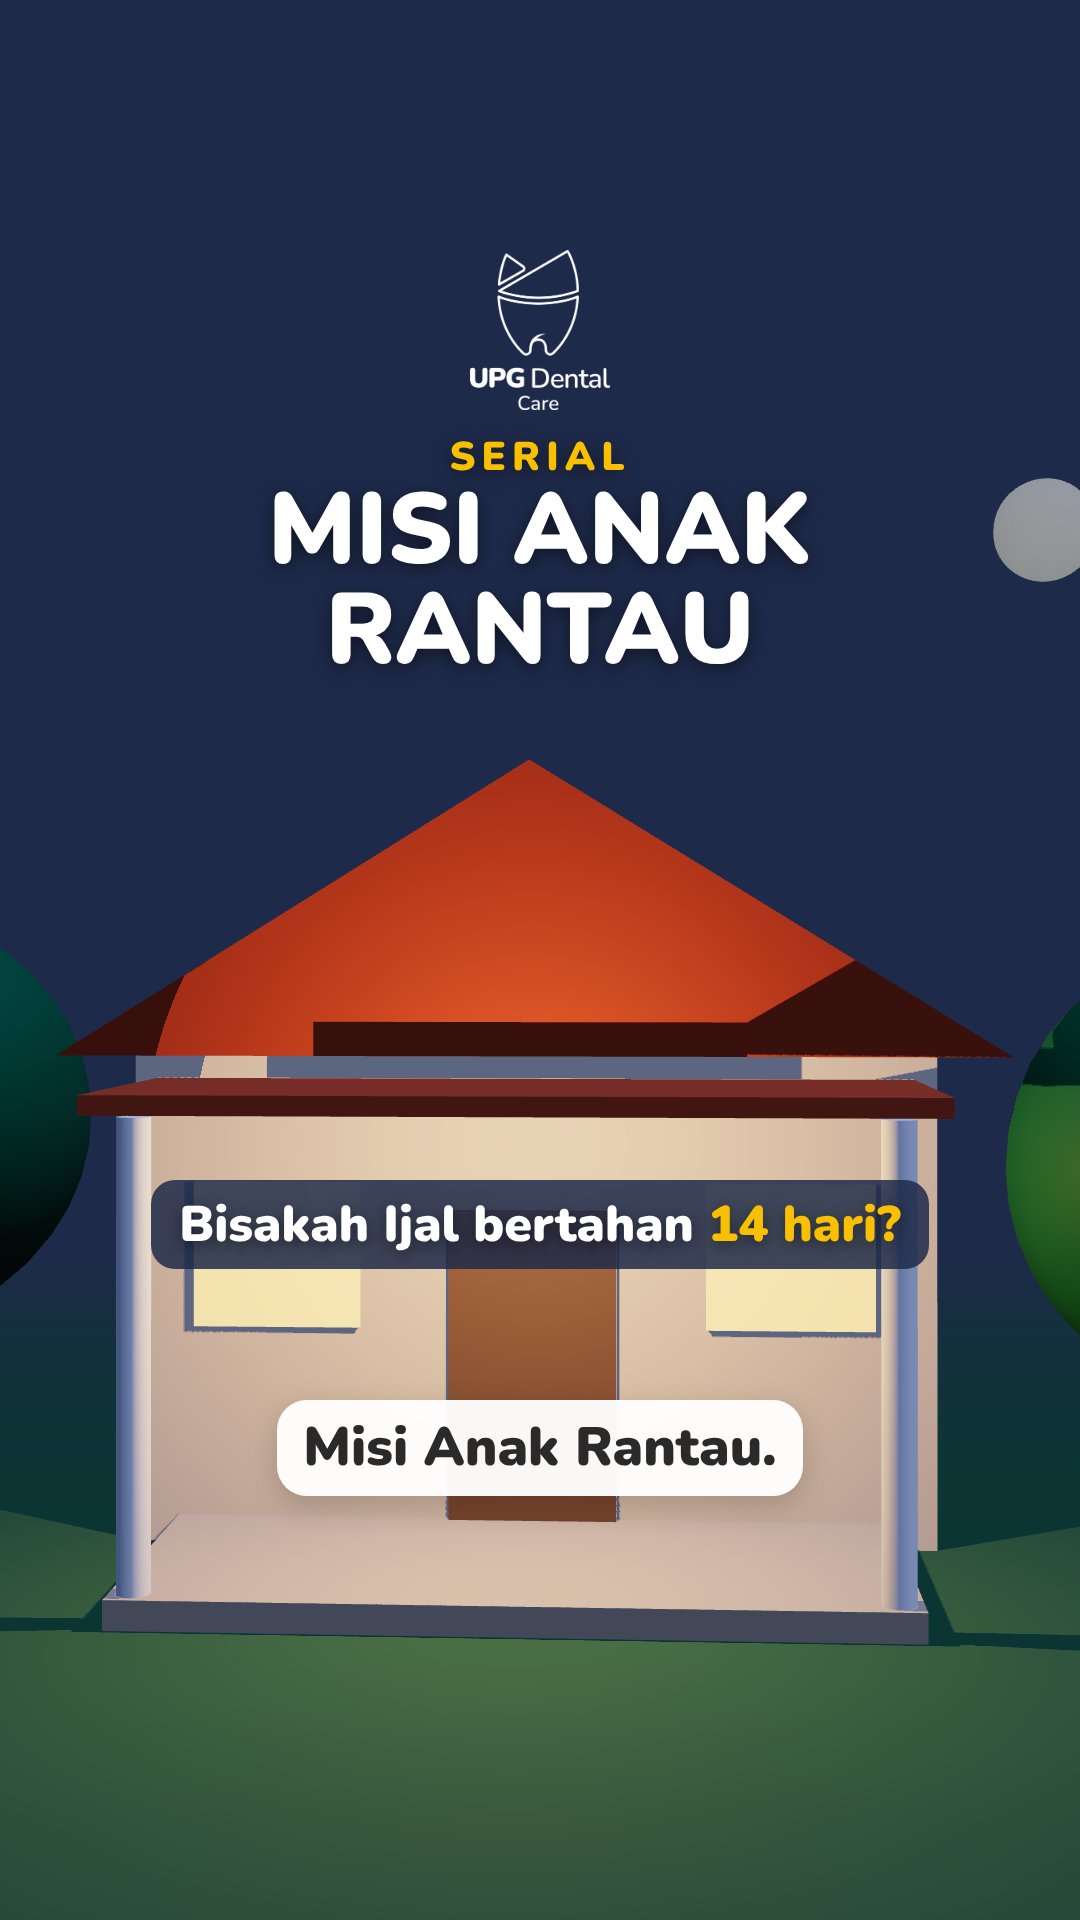 UPG Dental
Care
SERIAL
MISI ANAK
RANTAU
Bisakah Ijal bertahan 14 hari?
Misi Anak Rantau.